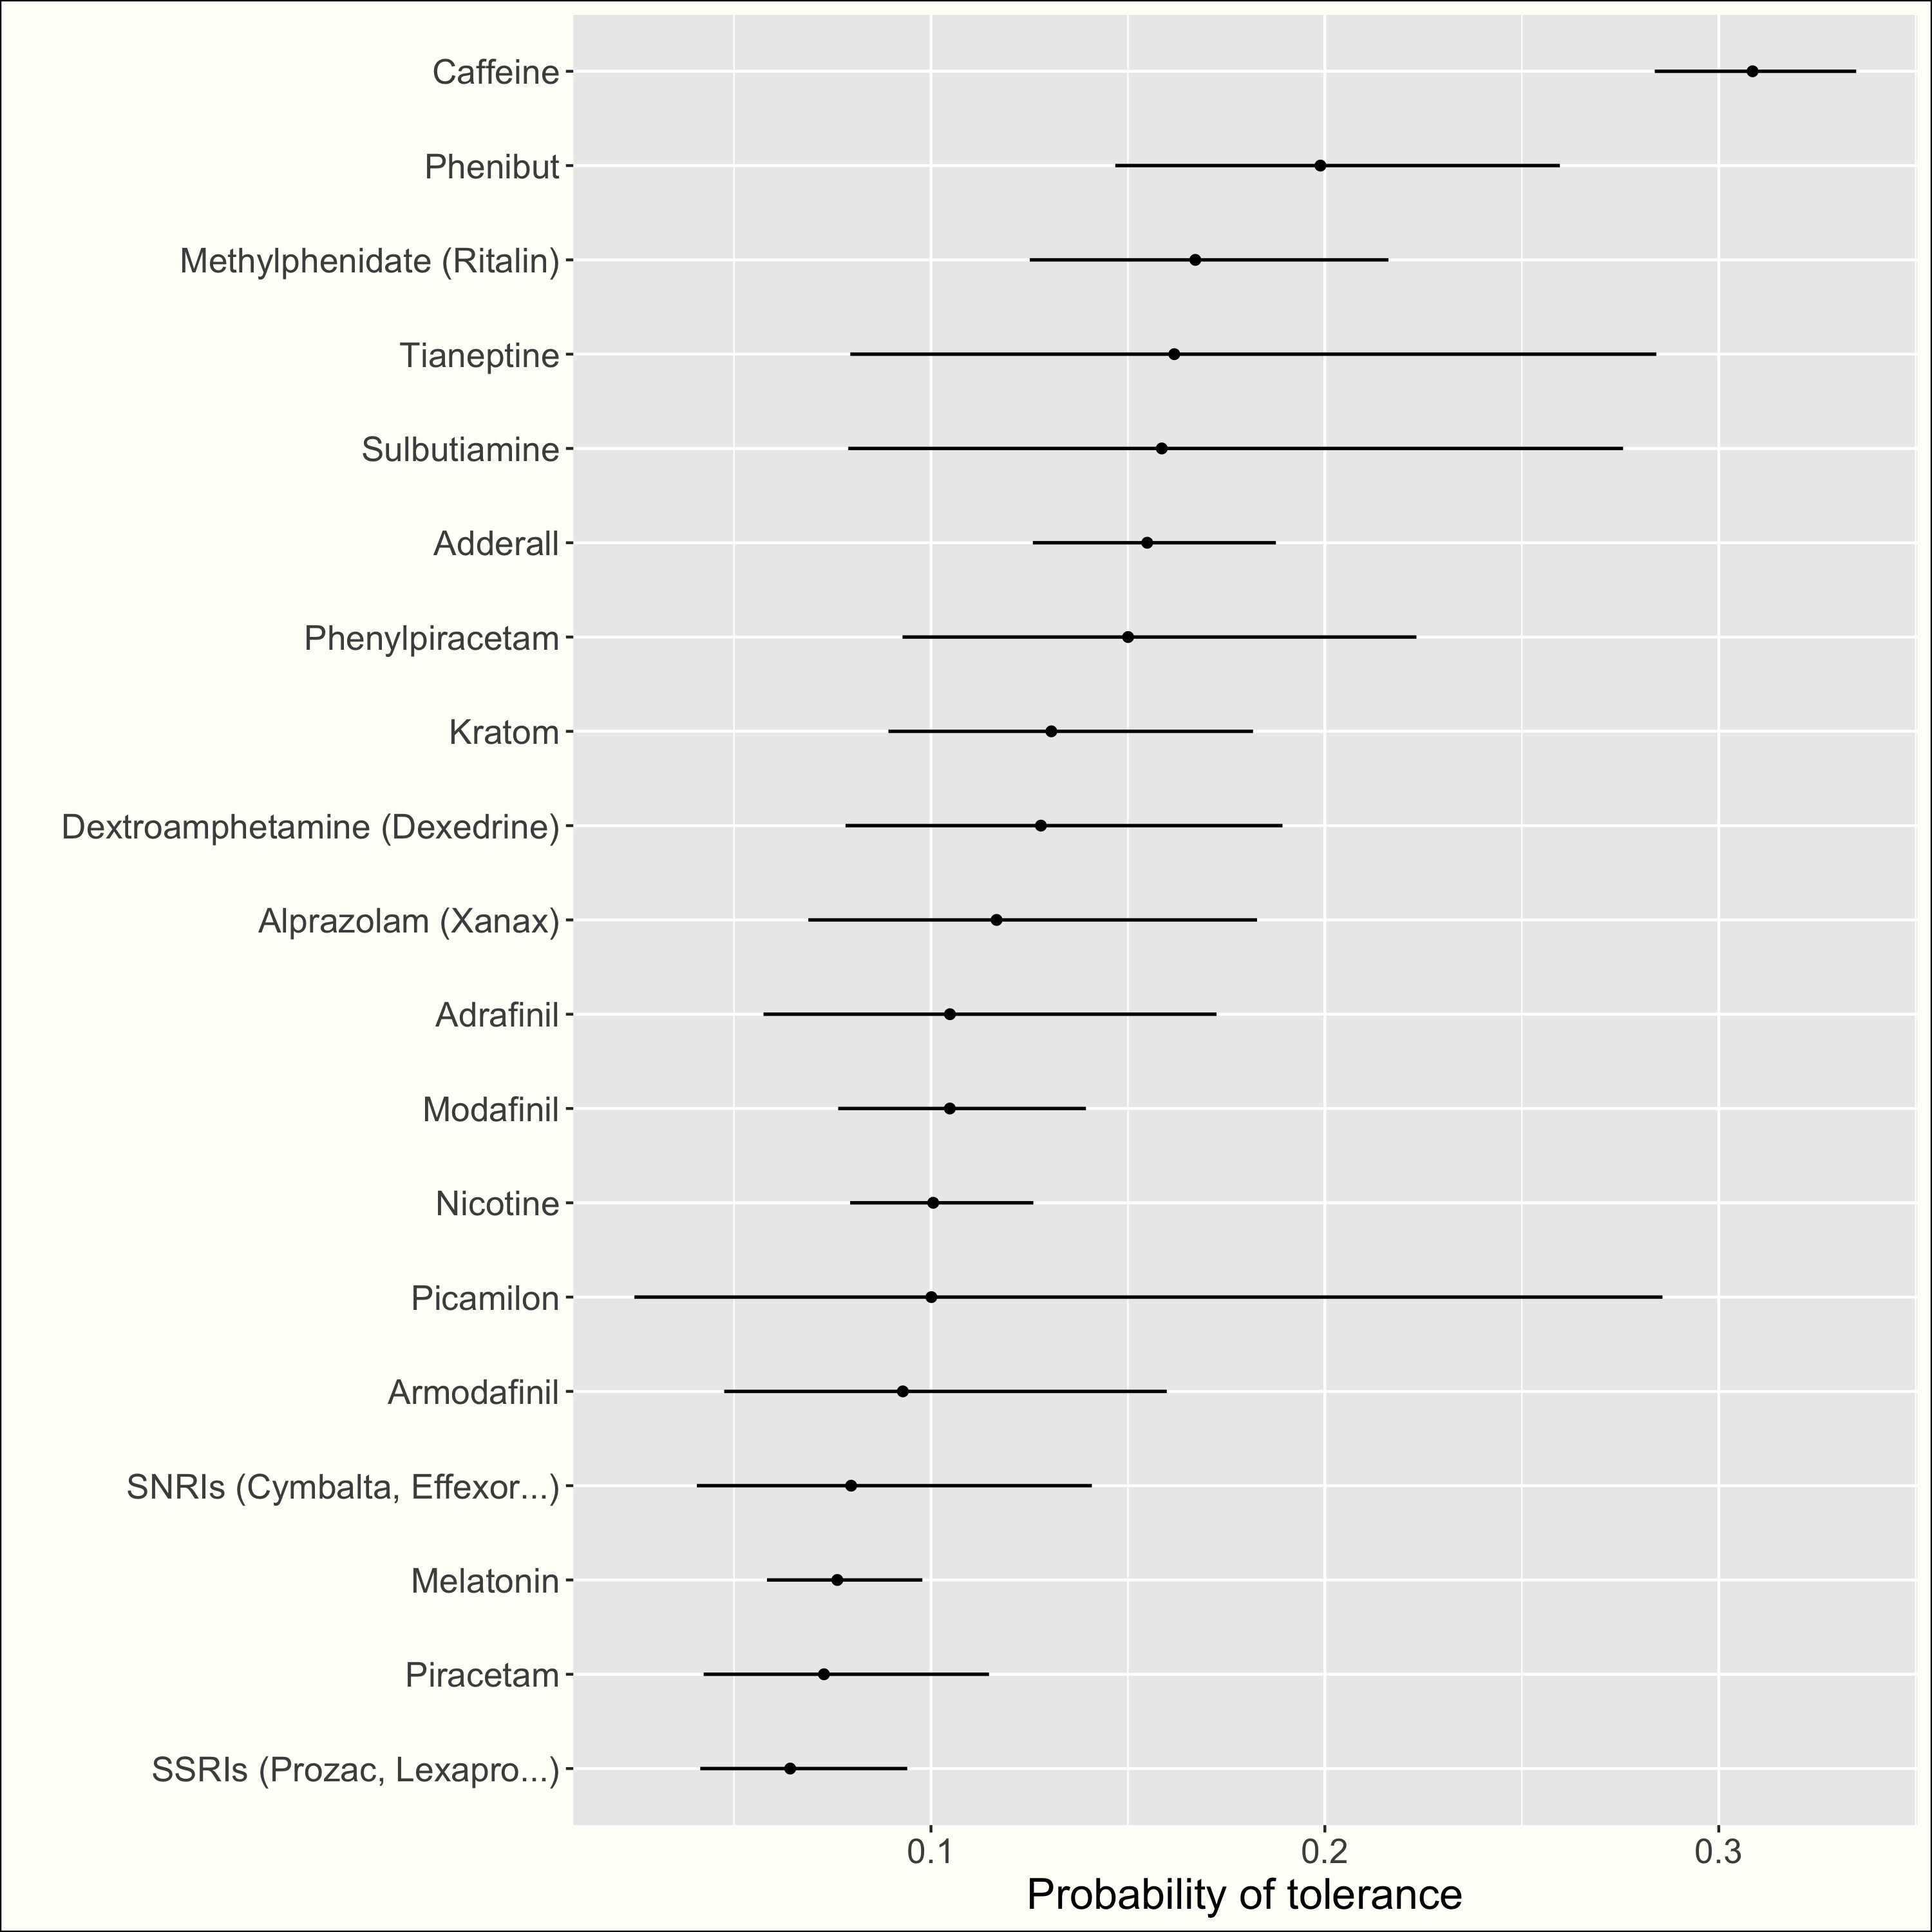 Caffeine
Phenibut
Methylphenidate (Ritalin)
Tianeptine
Sulbutiamine
Adderall
Phenylpiracetam
Kratom
Dextroamphetamine (Dexedrine)
Alprazolam (Xanax)
Adrafinil
Modafinil
Nicotine
Picamilon
Armodafinil
SNRIs (Cymbalta, Effexor...)
Melatonin
Piracetam
SSRIs (Prozac, Lexapro...)
0.1 0.2 0.3
Probability of tolerance